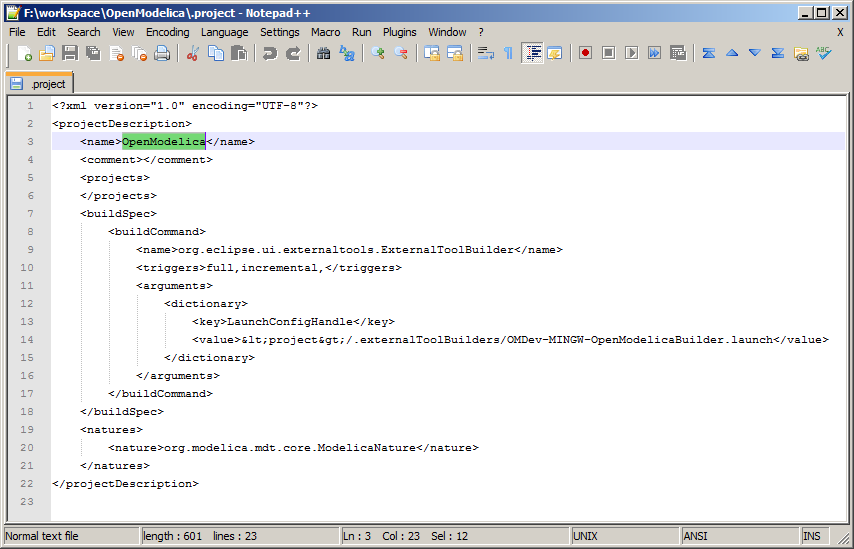 F:\workspace\OpenModelica\.project - Notepad++
File Edit Search View Encoding Language Settings Macro Run Plugins Window ? X
.project
1 <?xml version="1.0" encoding="UTF-8"?>
2 <projectDescription>
3 <name>OpenModelica</name>
4 <comment></comment>
5 <projects>
6 </projects>
7 <buildSpec>
8 <buildCommand>
9 <name>org.eclipse.ui.externaltools.ExternalToolBuilder</name>
10 <triggers>full,incremental,</triggers>
11 <arguments>
12 <dictionary>
13 <key>LaunchConfigHandle</key>
14 <value>&lt;project&gt;/.externalToolBuilders/OMDev-MINGW-OpenModelicaBuilder.launch</value>
15 </dictionary>
16 </arguments>
17 </buildCommand>
18 </buildSpec>
19 <natures>
20 <nature>org.modelica.mdt.core.ModelicaNature</nature>
21 </natures>
22 </projectDescription>
23
Normal text file length : 601 lines : 23 Ln : 3 Col : 23 Sel : 12 UNIX ANSI INS